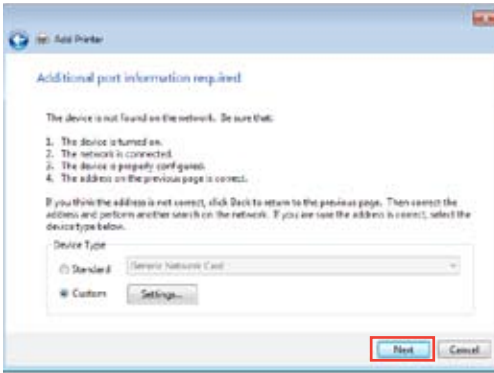 Add Printer
Additional port information required
The device is not found on the network. Be sure that:
1. The device is turned on.
2. The network is connected.
3. The device is properly configured.
4. The address on the previous page is correct.
If you think the address is not correct, click Back to return to the previous page. Then correct the
address and perform another search on the network. If you are sure the address is correct, select the
device type below.
Device Type
Standard Generic Network Card
Custom Settings...
Next Cancel